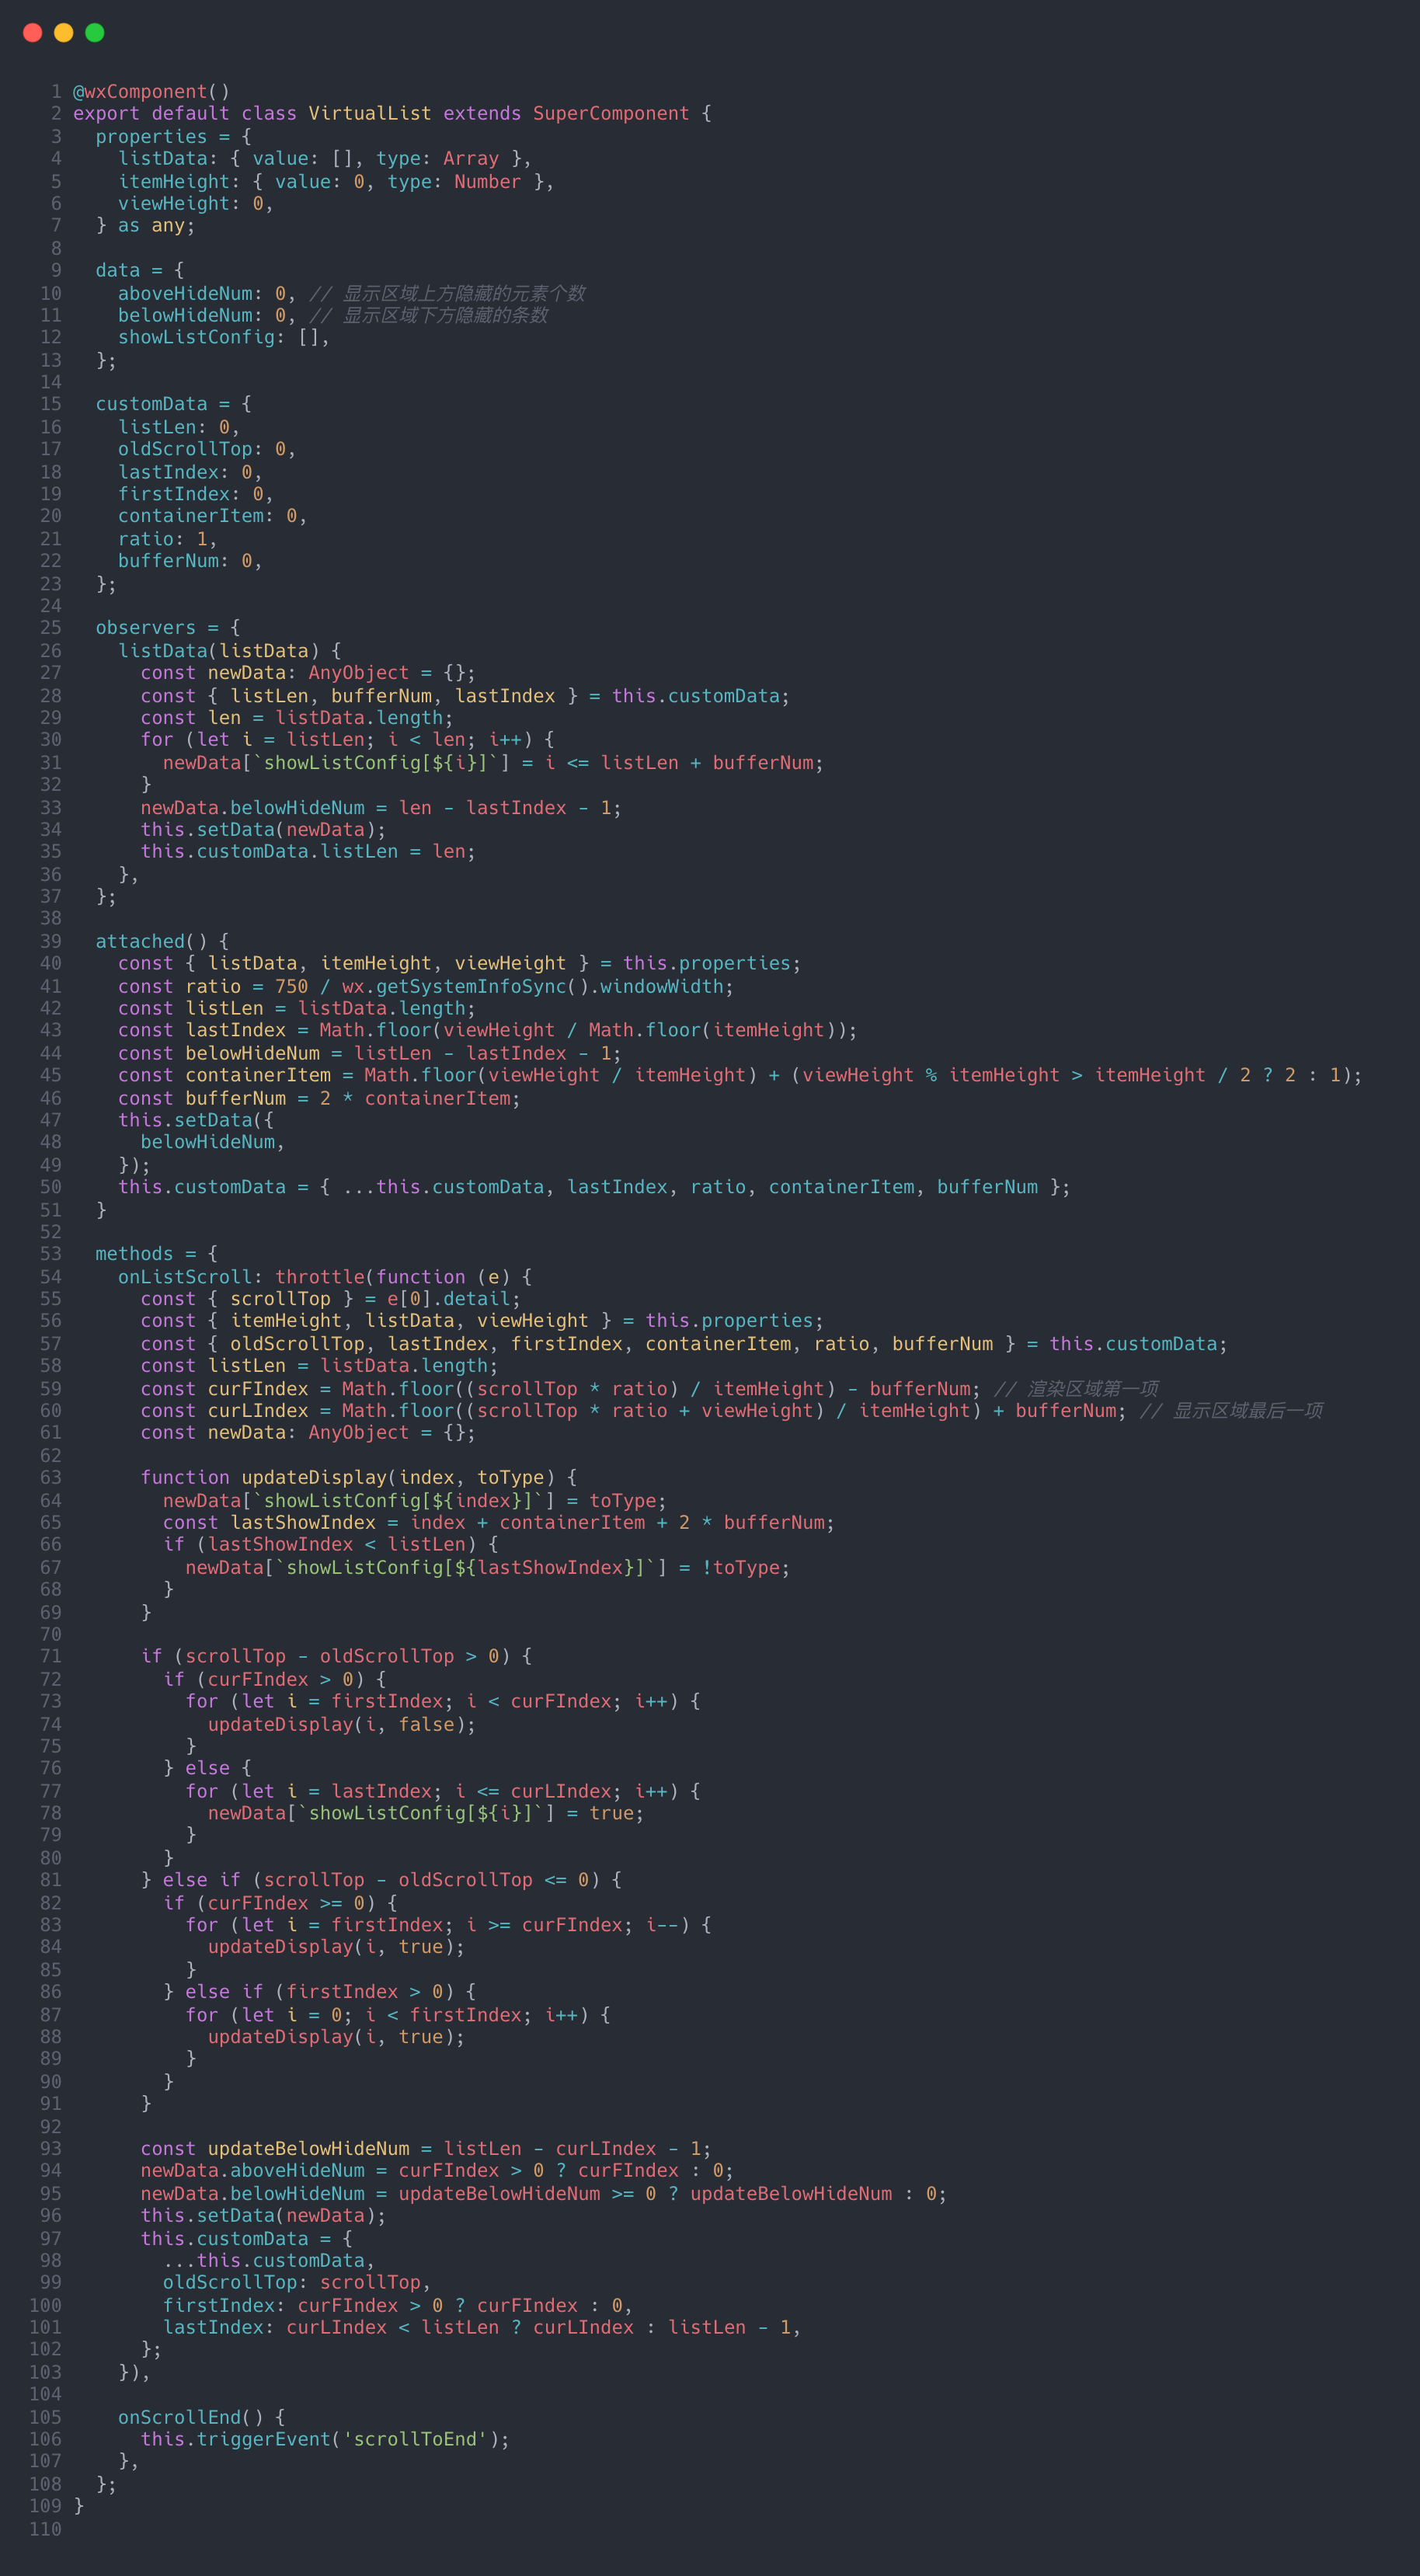 1 @wxComponent()
2 export default class VirtualList extends SuperComponent {
3   properties = {
4     listData: { value: [], type: Array },
5     itemHeight: { value: 0, type: Number },
6     viewHeight: 0,
7   } as any;
8
9   data = {
10     aboveHideNum: 0, // 显示区域上方隐藏的元素个数
11     belowHideNum: 0, // 显示区域下方隐藏的条数
12     showListConfig: [],
13   };
14
15   customData = {
16     listLen: 0,
17     oldScrollTop: 0,
18     lastIndex: 0,
19     firstIndex: 0,
20     containerItem: 0,
21     ratio: 1,
22     bufferNum: 0,
23   };
24
25   observers = {
26     listData(listData) {
27       const newData: AnyObject = {};
28       const { listLen, bufferNum, lastIndex } = this.customData;
29       const len = listData.length;
30       for (let i = listLen; i < len; i++) {
31         newData[`showListConfig[${i}]`] = i <= listLen + bufferNum;
32       }
33       newData.belowHideNum = len - lastIndex - 1;
34       this.setData(newData);
35       this.customData.listLen = len;
36     },
37   };
38
39   attached() {
40     const { listData, itemHeight, viewHeight } = this.properties;
41     const ratio = 750 / wx.getSystemInfoSync().windowWidth;
42     const listLen = listData.length;
43     const lastIndex = Math.floor(viewHeight / Math.floor(itemHeight));
44     const belowHideNum = listLen - lastIndex - 1;
45     const containerItem = Math.floor(viewHeight / itemHeight) + (viewHeight % itemHeight > itemHeight / 2 ? 2 : 1);
46     const bufferNum = 2 * containerItem;
47     this.setData({
48       belowHideNum,
49     });
50     this.customData = { ...this.customData, lastIndex, ratio, containerItem, bufferNum };
51   }
52
53   methods = {
54     onListScroll: throttle(function (e) {
55       const { scrollTop } = e[0].detail;
56       const { itemHeight, listData, viewHeight } = this.properties;
57       const { oldScrollTop, lastIndex, firstIndex, containerItem, ratio, bufferNum } = this.customData;
58       const listLen = listData.length;
59       const curFIndex = Math.floor((scrollTop * ratio) / itemHeight) - bufferNum; // 渲染区域第一项
60       const curLIndex = Math.floor((scrollTop * ratio + viewHeight) / itemHeight) + bufferNum; // 显示区域最后一项
61       const newData: AnyObject = {};
62
63       function updateDisplay(index, toType) {
64         newData[`showListConfig[${index}]`] = toType;
65         const lastShowIndex = index + containerItem + 2 * bufferNum;
66         if (lastShowIndex < listLen) {
67           newData[`showListConfig[${lastShowIndex}]`] = !toType;
68         }
69       }
70
71       if (scrollTop - oldScrollTop > 0) {
72         if (curFIndex > 0) {
73           for (let i = firstIndex; i < curFIndex; i++) {
74             updateDisplay(i, false);
75           }
76         } else {
77           for (let i = lastIndex; i <= curLIndex; i++) {
78             newData[`showListConfig[${i}]`] = true;
79           }
80         }
81       } else if (scrollTop - oldScrollTop <= 0) {
82         if (curFIndex >= 0) {
83           for (let i = firstIndex; i >= curFIndex; i--) {
84             updateDisplay(i, true);
85           }
86         } else if (firstIndex > 0) {
87           for (let i = 0; i < firstIndex; i++) {
88             updateDisplay(i, true);
89           }
90         }
91       }
92
93       const updateBelowHideNum = listLen - curLIndex - 1;
94       newData.aboveHideNum = curFIndex > 0 ? curFIndex : 0;
95       newData.belowHideNum = updateBelowHideNum >= 0 ? updateBelowHideNum : 0;
96       this.setData(newData);
97       this.customData = {
98         ...this.customData,
99         oldScrollTop: scrollTop,
100         firstIndex: curFIndex > 0 ? curFIndex : 0,
101         lastIndex: curLIndex < listLen ? curLIndex : listLen - 1,
102       };
103     }),
104
105     onScrollEnd() {
106       this.triggerEvent('scrollToEnd');
107     },
108   };
109 }
110